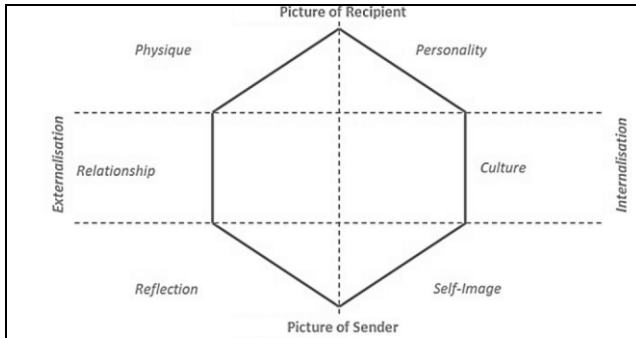 Picture of Recipient
Physique
Personality
Externalisation
Relationship
Culture
Internalisation
Reflection
Self-Image
Picture of Sender